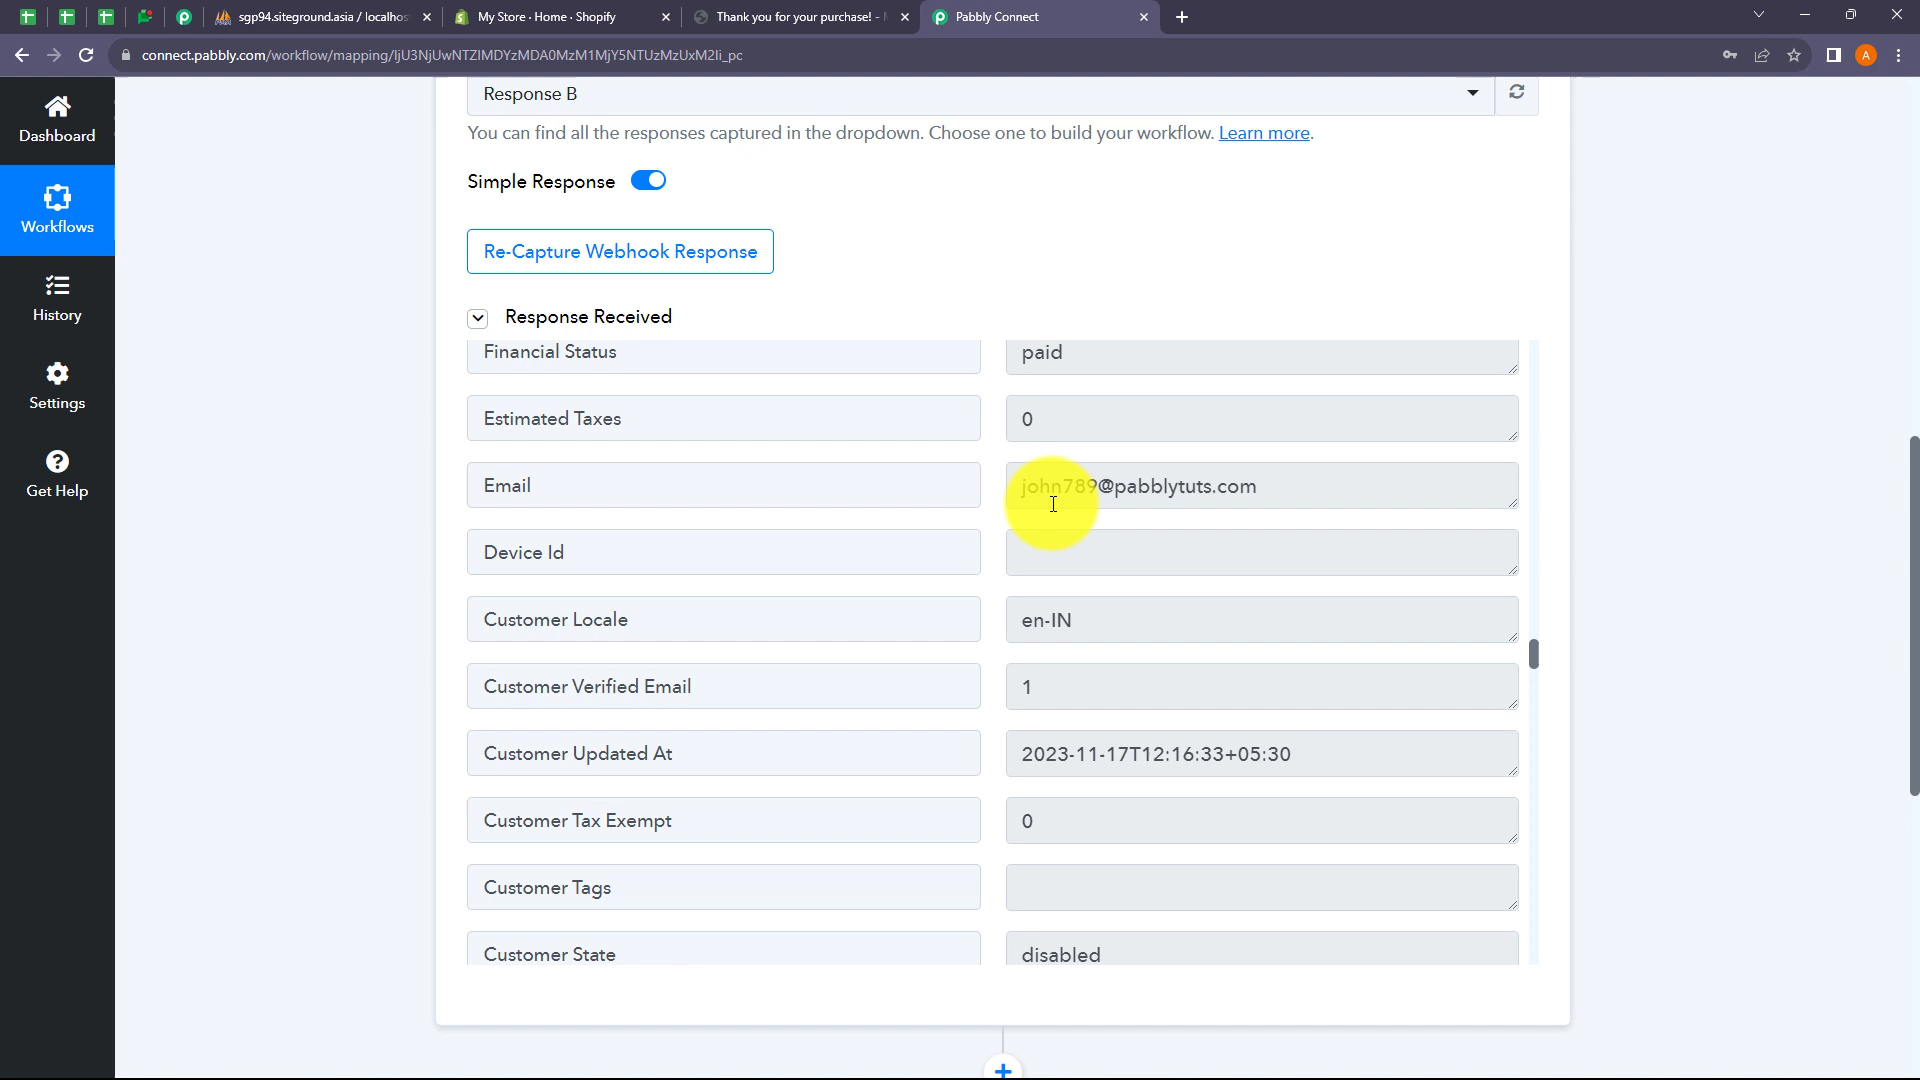 sgp94.siteground.asia / localhos
My Store · Home · Shopify
Thank you for your purchase! -
Pabbly Connect
connect.pabbly.com/workflow/mapping/IjU3NjUwNTZlMDYzMDA0MzM1MjY5NTUzMzUxM2Ii_pc
A
Dashboard
Workflows
History
Settings
Get Help
Response B
You can find all the responses captured in the dropdown. Choose one to build your workflow. Learn more.
Simple Response
Re-Capture Webhook Response
Response Received
Financial Status
paid
Estimated Taxes
0
Email
john789@pabblytuts.com
Device Id
Customer Locale
en-IN
Customer Verified Email
1
Customer Updated At
2023-11-17T12:16:33+05:30
Customer Tax Exempt
0
Customer Tags
Customer State
disabled